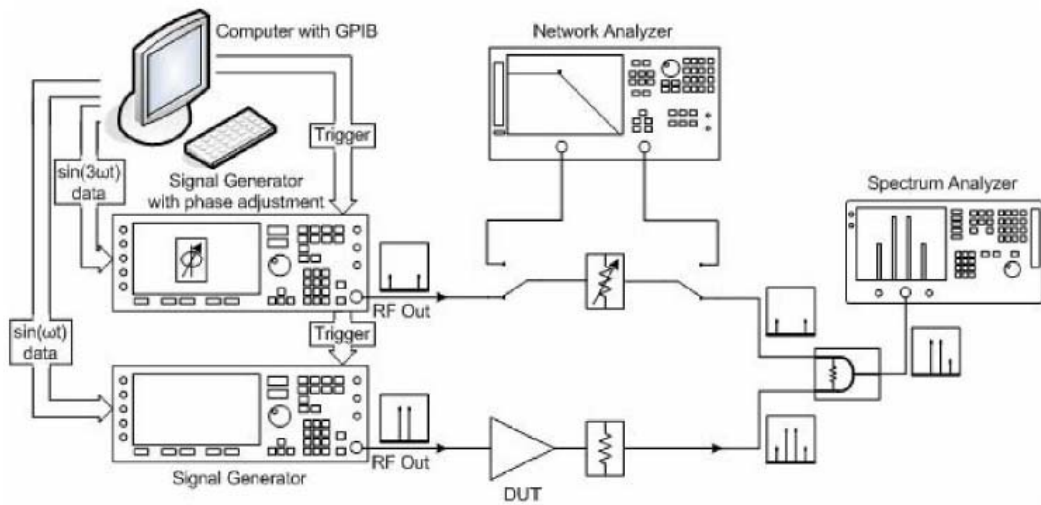 Computer with GPIB
Network Analyzer
Trigger
sin(3ωt)
data
Signal Generator
with phase adjustment
Spectrum Analyzer
RF Out
sin(ωt)
data
Trigger
RF Out
Signal Generator
DUT